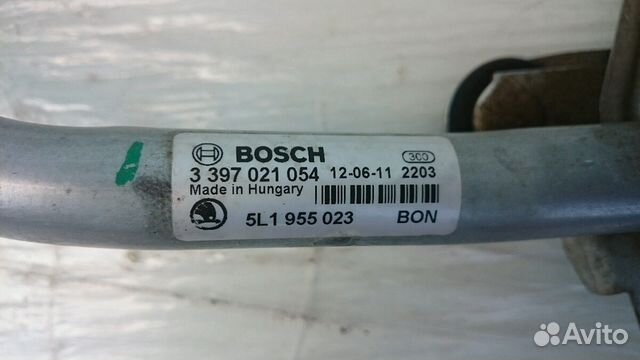 BOSCH
300
3 397 021 054 12-06-11 2203
Made in Hungary
5L1 955 023 BON
Avito